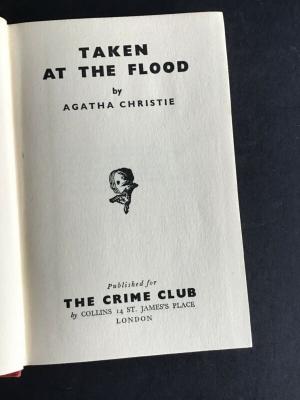 TAKEN
AT THE FLOOD
by
AGATHA CHRISTIE
Published for
THE CRIME CLUB
by COLLINS 14 ST. JAMES'S PLACE
LONDON